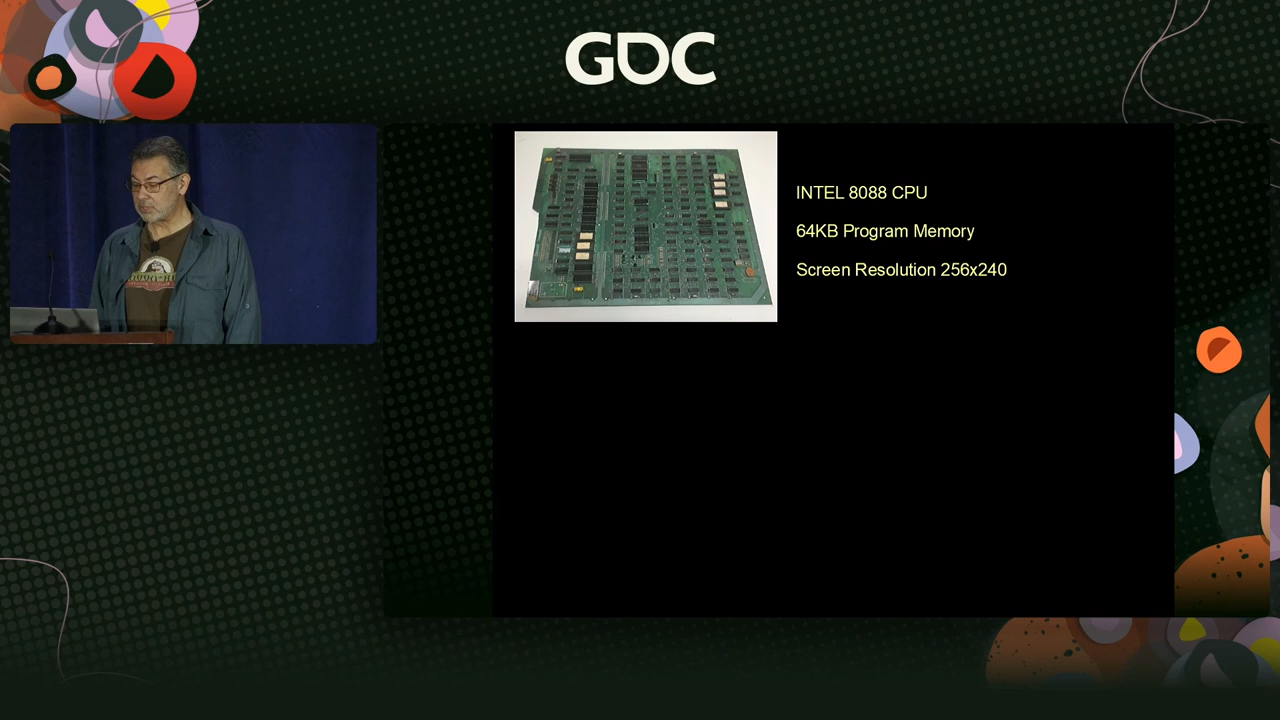 GDC
INTEL 8088 CPU
64KB Program Memory
Screen Resolution 256x240